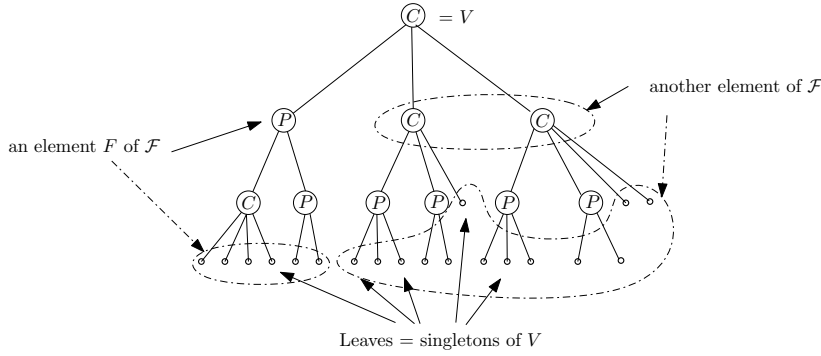 C = V
another element of ℱ
P C C
an element F of ℱ
C P P P P P
Leaves = singletons of V